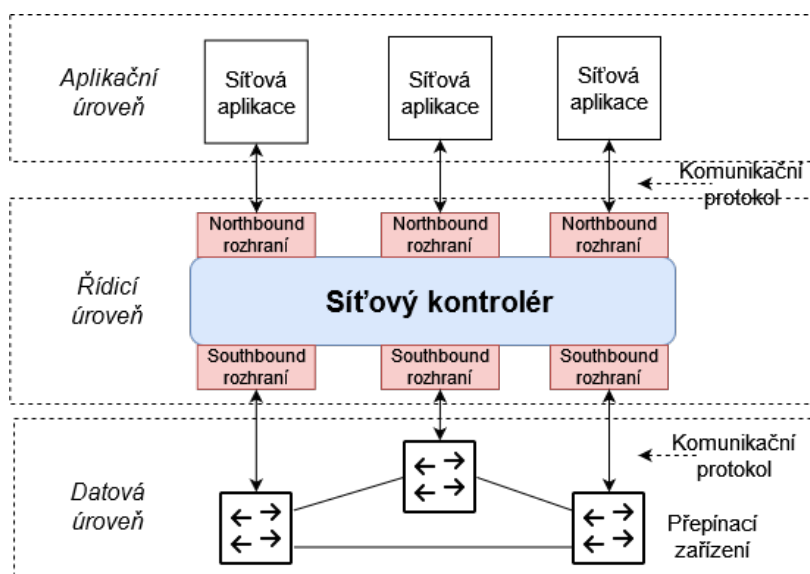 Aplikační
úroveň
Síťová
aplikace
Síťová
aplikace
Síťová
aplikace
Komunikační
protokol
Řídicí
úroveň
Northbound
rozhraní
Northbound
rozhraní
Northbound
rozhraní
Síťový kontrolér
Southbound
rozhraní
Southbound
rozhraní
Southbound
rozhraní
Komunikační
protokol
Datová
úroveň
Přepínací
zařízení